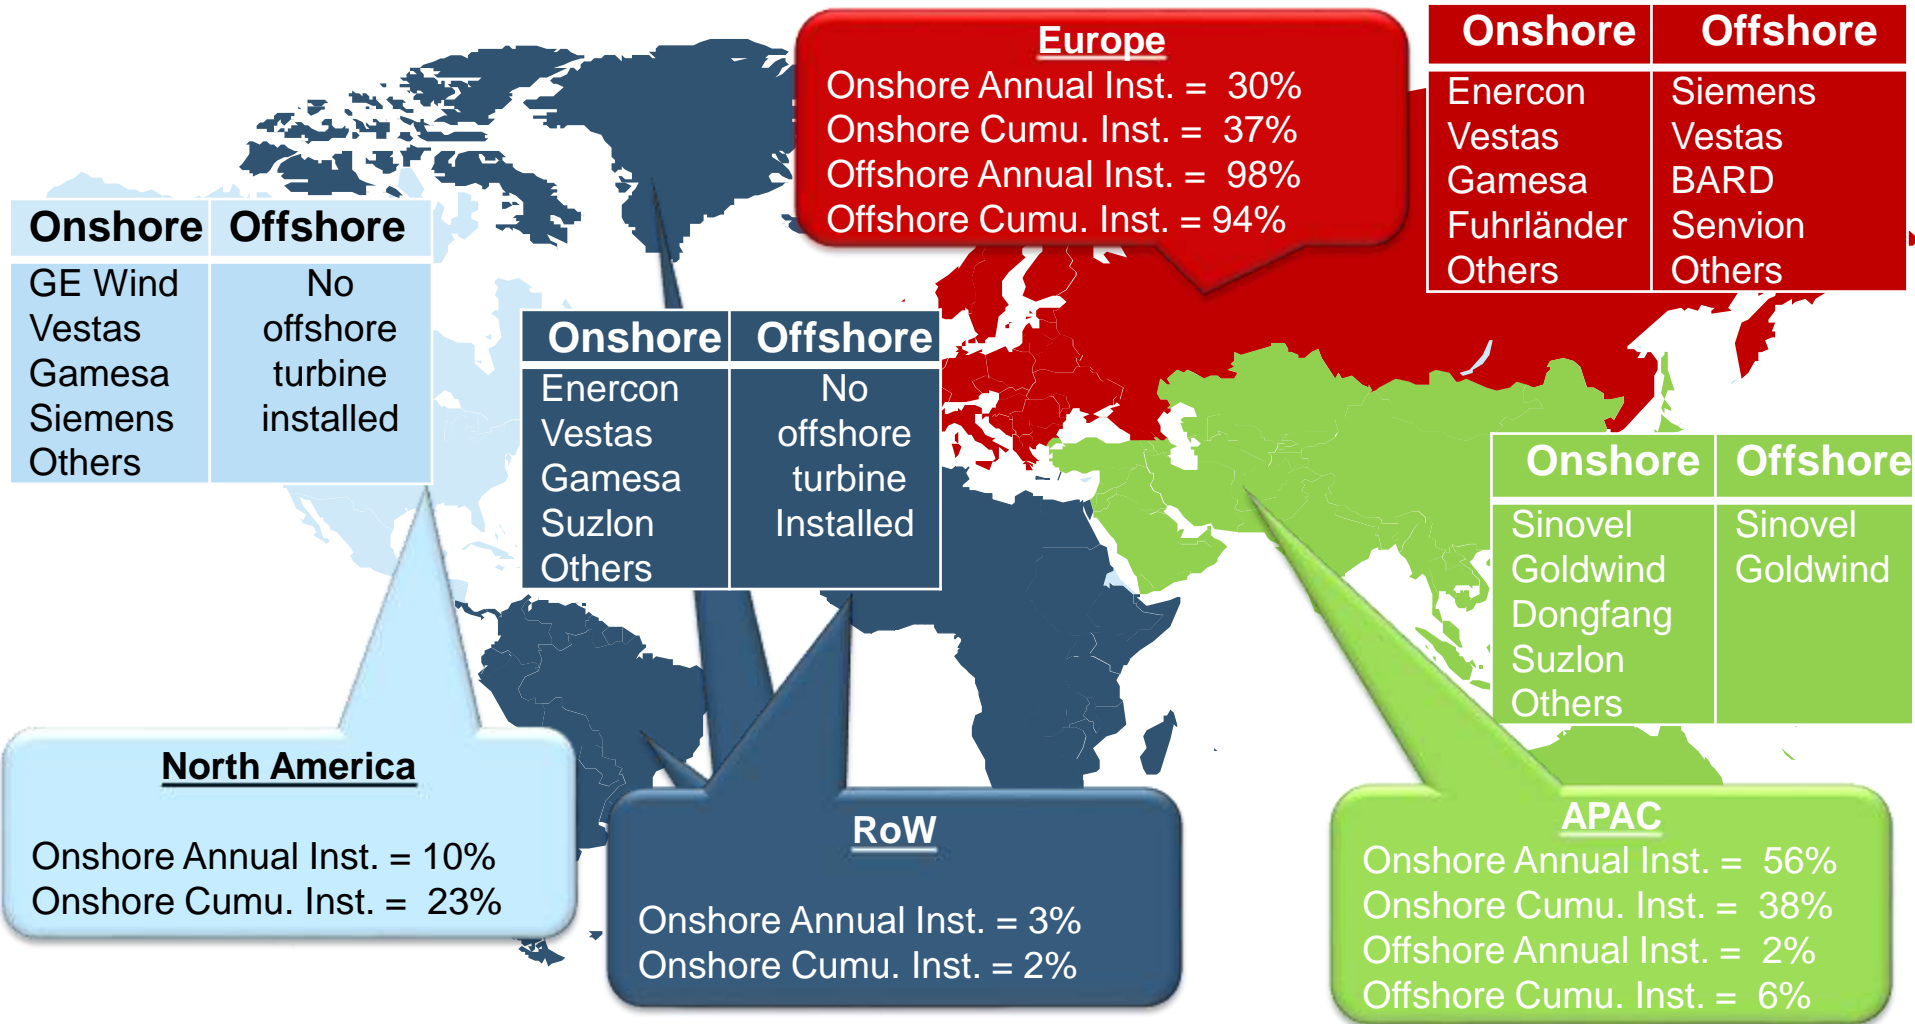 Europe
Onshore Annual Inst. = 30%
Onshore Cumu. Inst. = 37%
Offshore Annual Inst. = 98%
Offshore Cumu. Inst. = 94%
Onshore Offshore
Enercon Siemens
Vestas Vestas
Gamesa BARD
Fuhrländer Senvion
Others Others
Onshore Offshore
GE Wind No
Vestas offshore
Gamesa turbine
Siemens installed
Others
Onshore Offshore
Enercon No
Vestas offshore
Gamesa turbine
Suzlon Installed
Others
Onshore Offshore
Sinovel Sinovel
Goldwind Goldwind
Dongfang
Suzlon
Others
North America
Onshore Annual Inst. = 10%
Onshore Cumu. Inst. = 23%
RoW
Onshore Annual Inst. = 3%
Onshore Cumu. Inst. = 2%
APAC
Onshore Annual Inst. = 56%
Onshore Cumu. Inst. = 38%
Offshore Annual Inst. = 2%
Offshore Cumu. Inst. = 6%